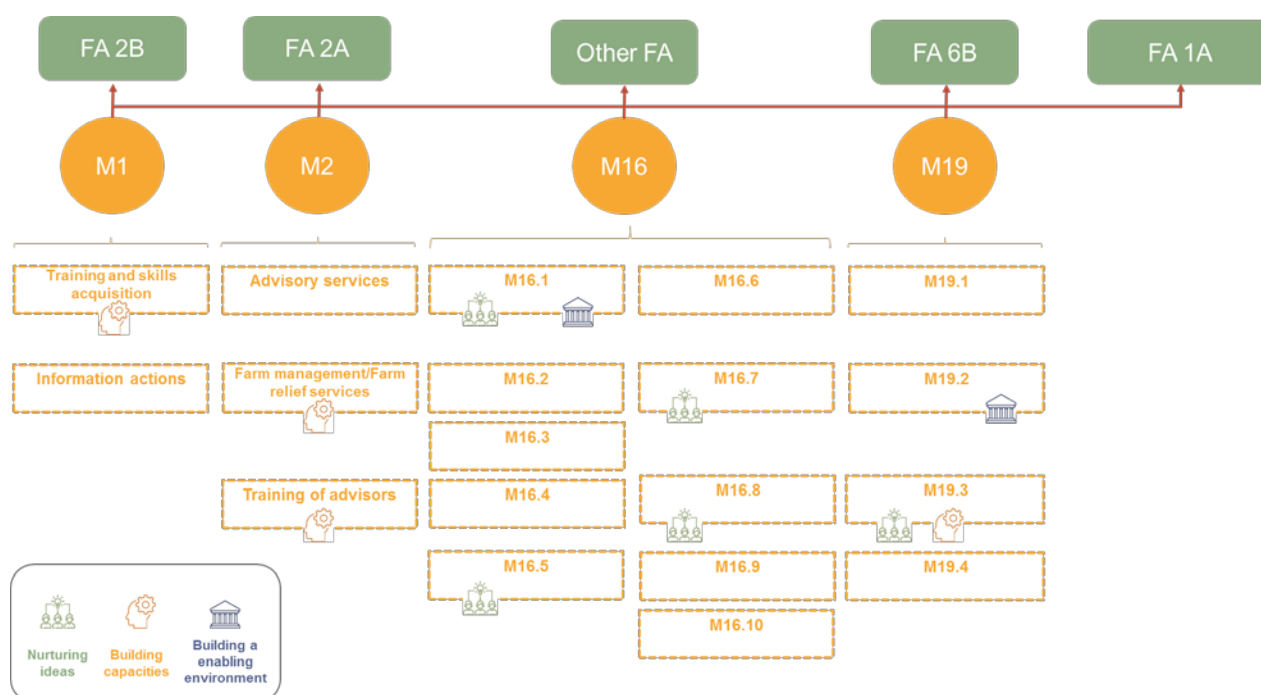 FA 2B
FA 2A
Other FA
FA 6B
FA 1A
M1
M2
M16
M19
Training and skills
acquisition
Advisory services
M16.1
M16.6
M19.1
Information actions
Farm management/Farm
relief services
M16.2
M16.7
M19.2
M16.3
Training of advisors
M16.4
M16.8
M19.3
M16.5
M16.9
M19.4
M16.10
Nurturing
ideas
Building
capacities
Building a
enabling
environment